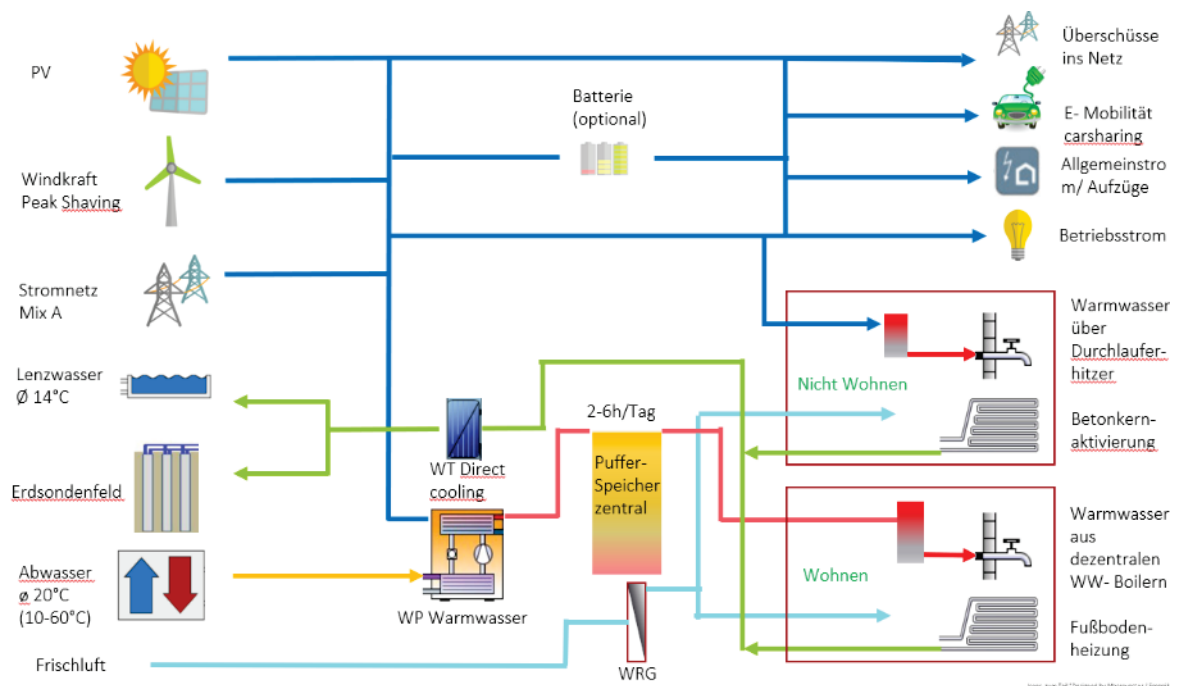 PV
Windkraft
Peak Shaving
Stromnetz
Mix A
Lenzwasser
Ø 14°C
Erdsondenfeld
Abwasser
ø 20°C
(10-60°C)
Frischluft
Batterie
(optional)
WT Direct
cooling
WP Warmwasser
2-6h/Tag
Puffer-
Speicher
zentral
WRG
Nicht Wohnen
Wohnen
Überschüsse
ins Netz
E- Mobilität
carsharing
Allgemeinstro
m/ Aufzüge
Betriebsstrom
Warmwasser
über
Durchlaufer-
hitzer
Betonkern-
aktivierung
Warmwasser
aus
dezentralen
WW- Boilern
Fußboden-
heizung